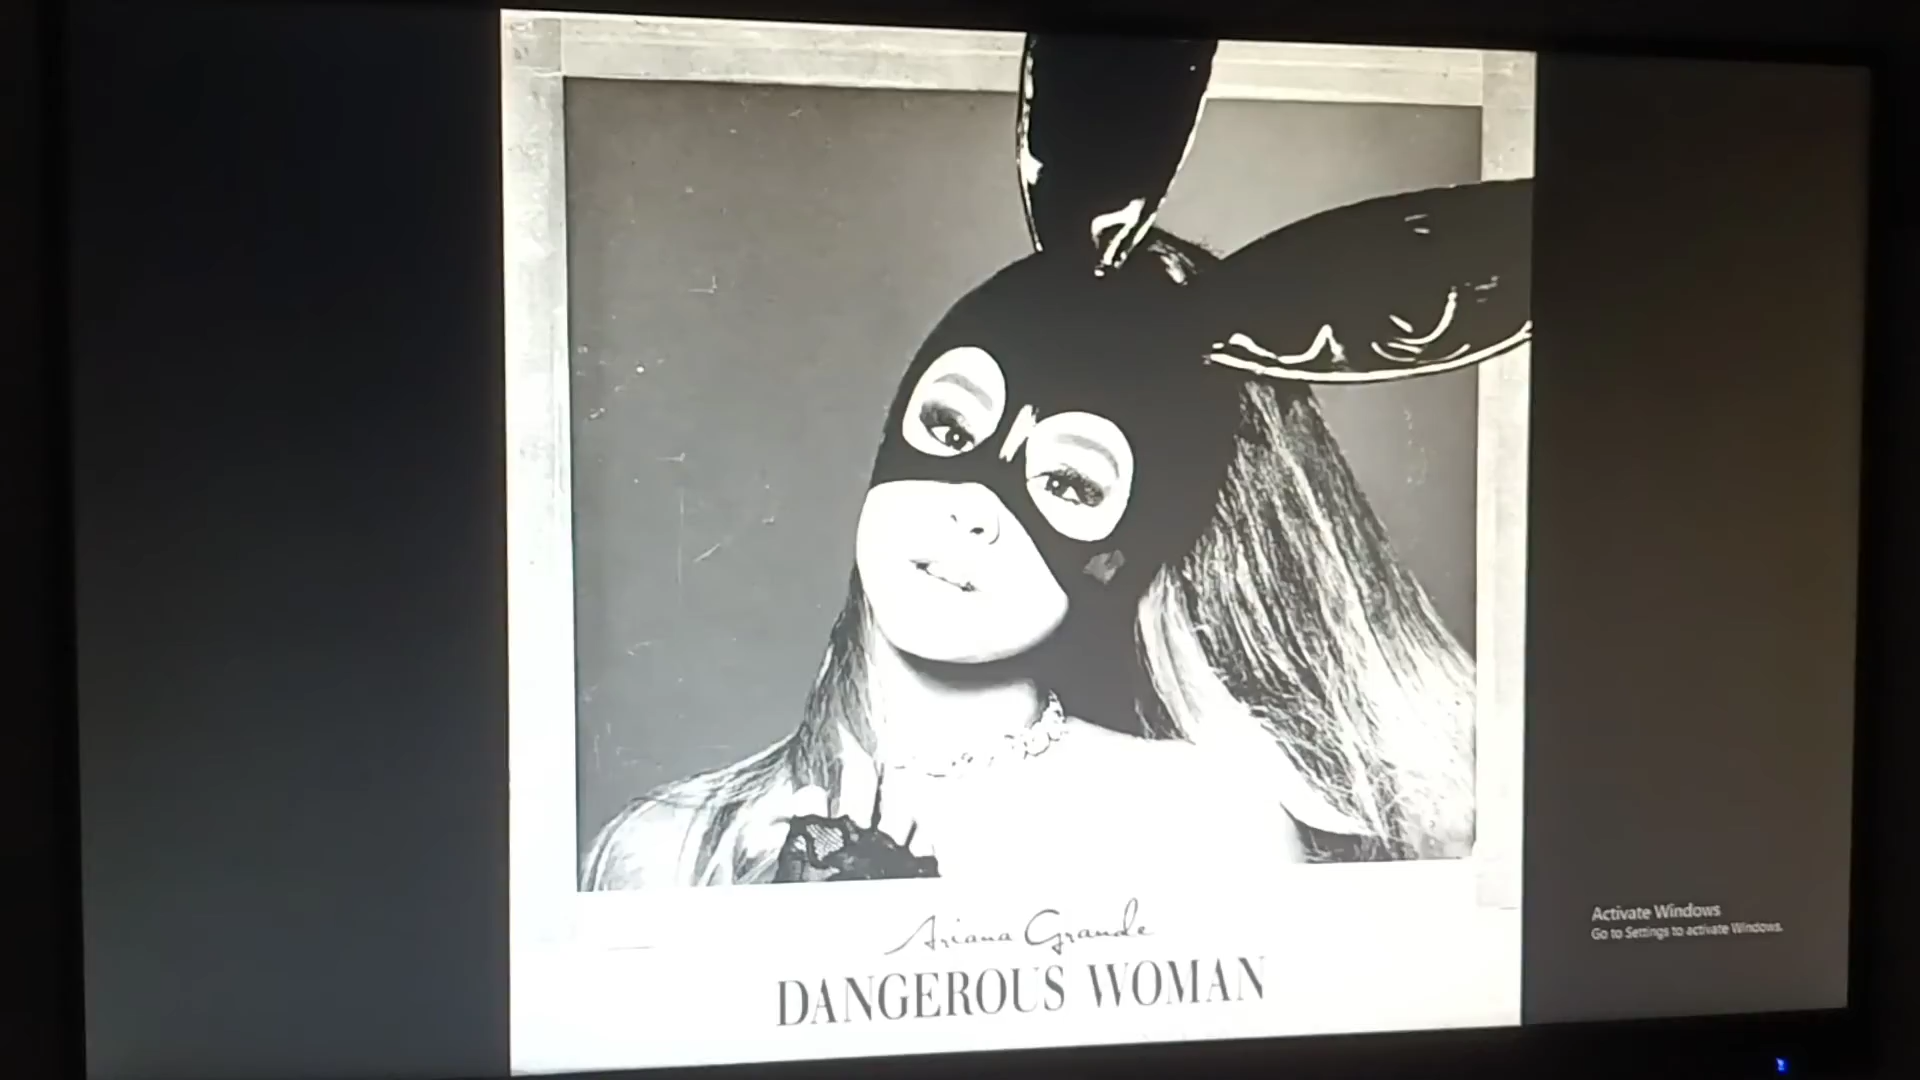 Ariana Grande
DANGEROUS WOMAN
Activate Windows
Go to Settings to activate Windows.